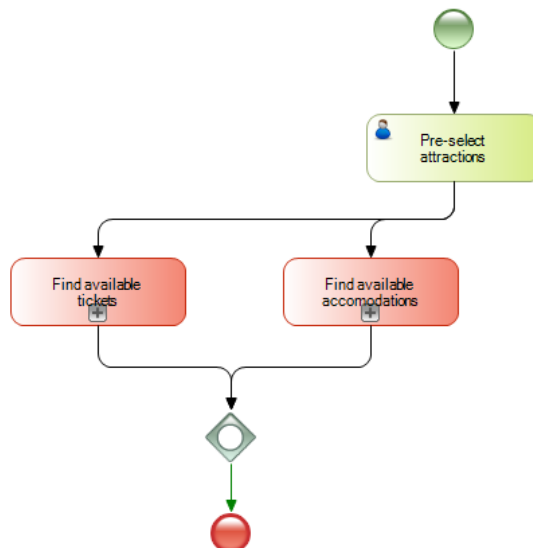 Pre-select
attractions
Find available
tickets
Find available
accomodations